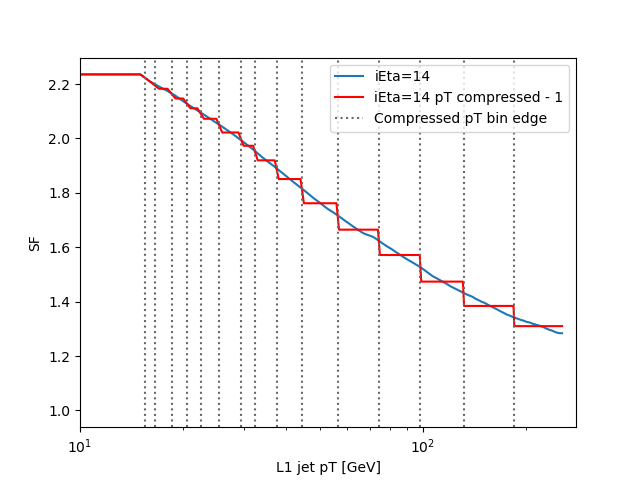 iEta=14
iEta=14 pT compressed - 1
Compressed pT bin edge
2.2
2.0
1.8
1.6
1.4
1.2
1.0
SF
10¹
10²
L1 jet pT [GeV]